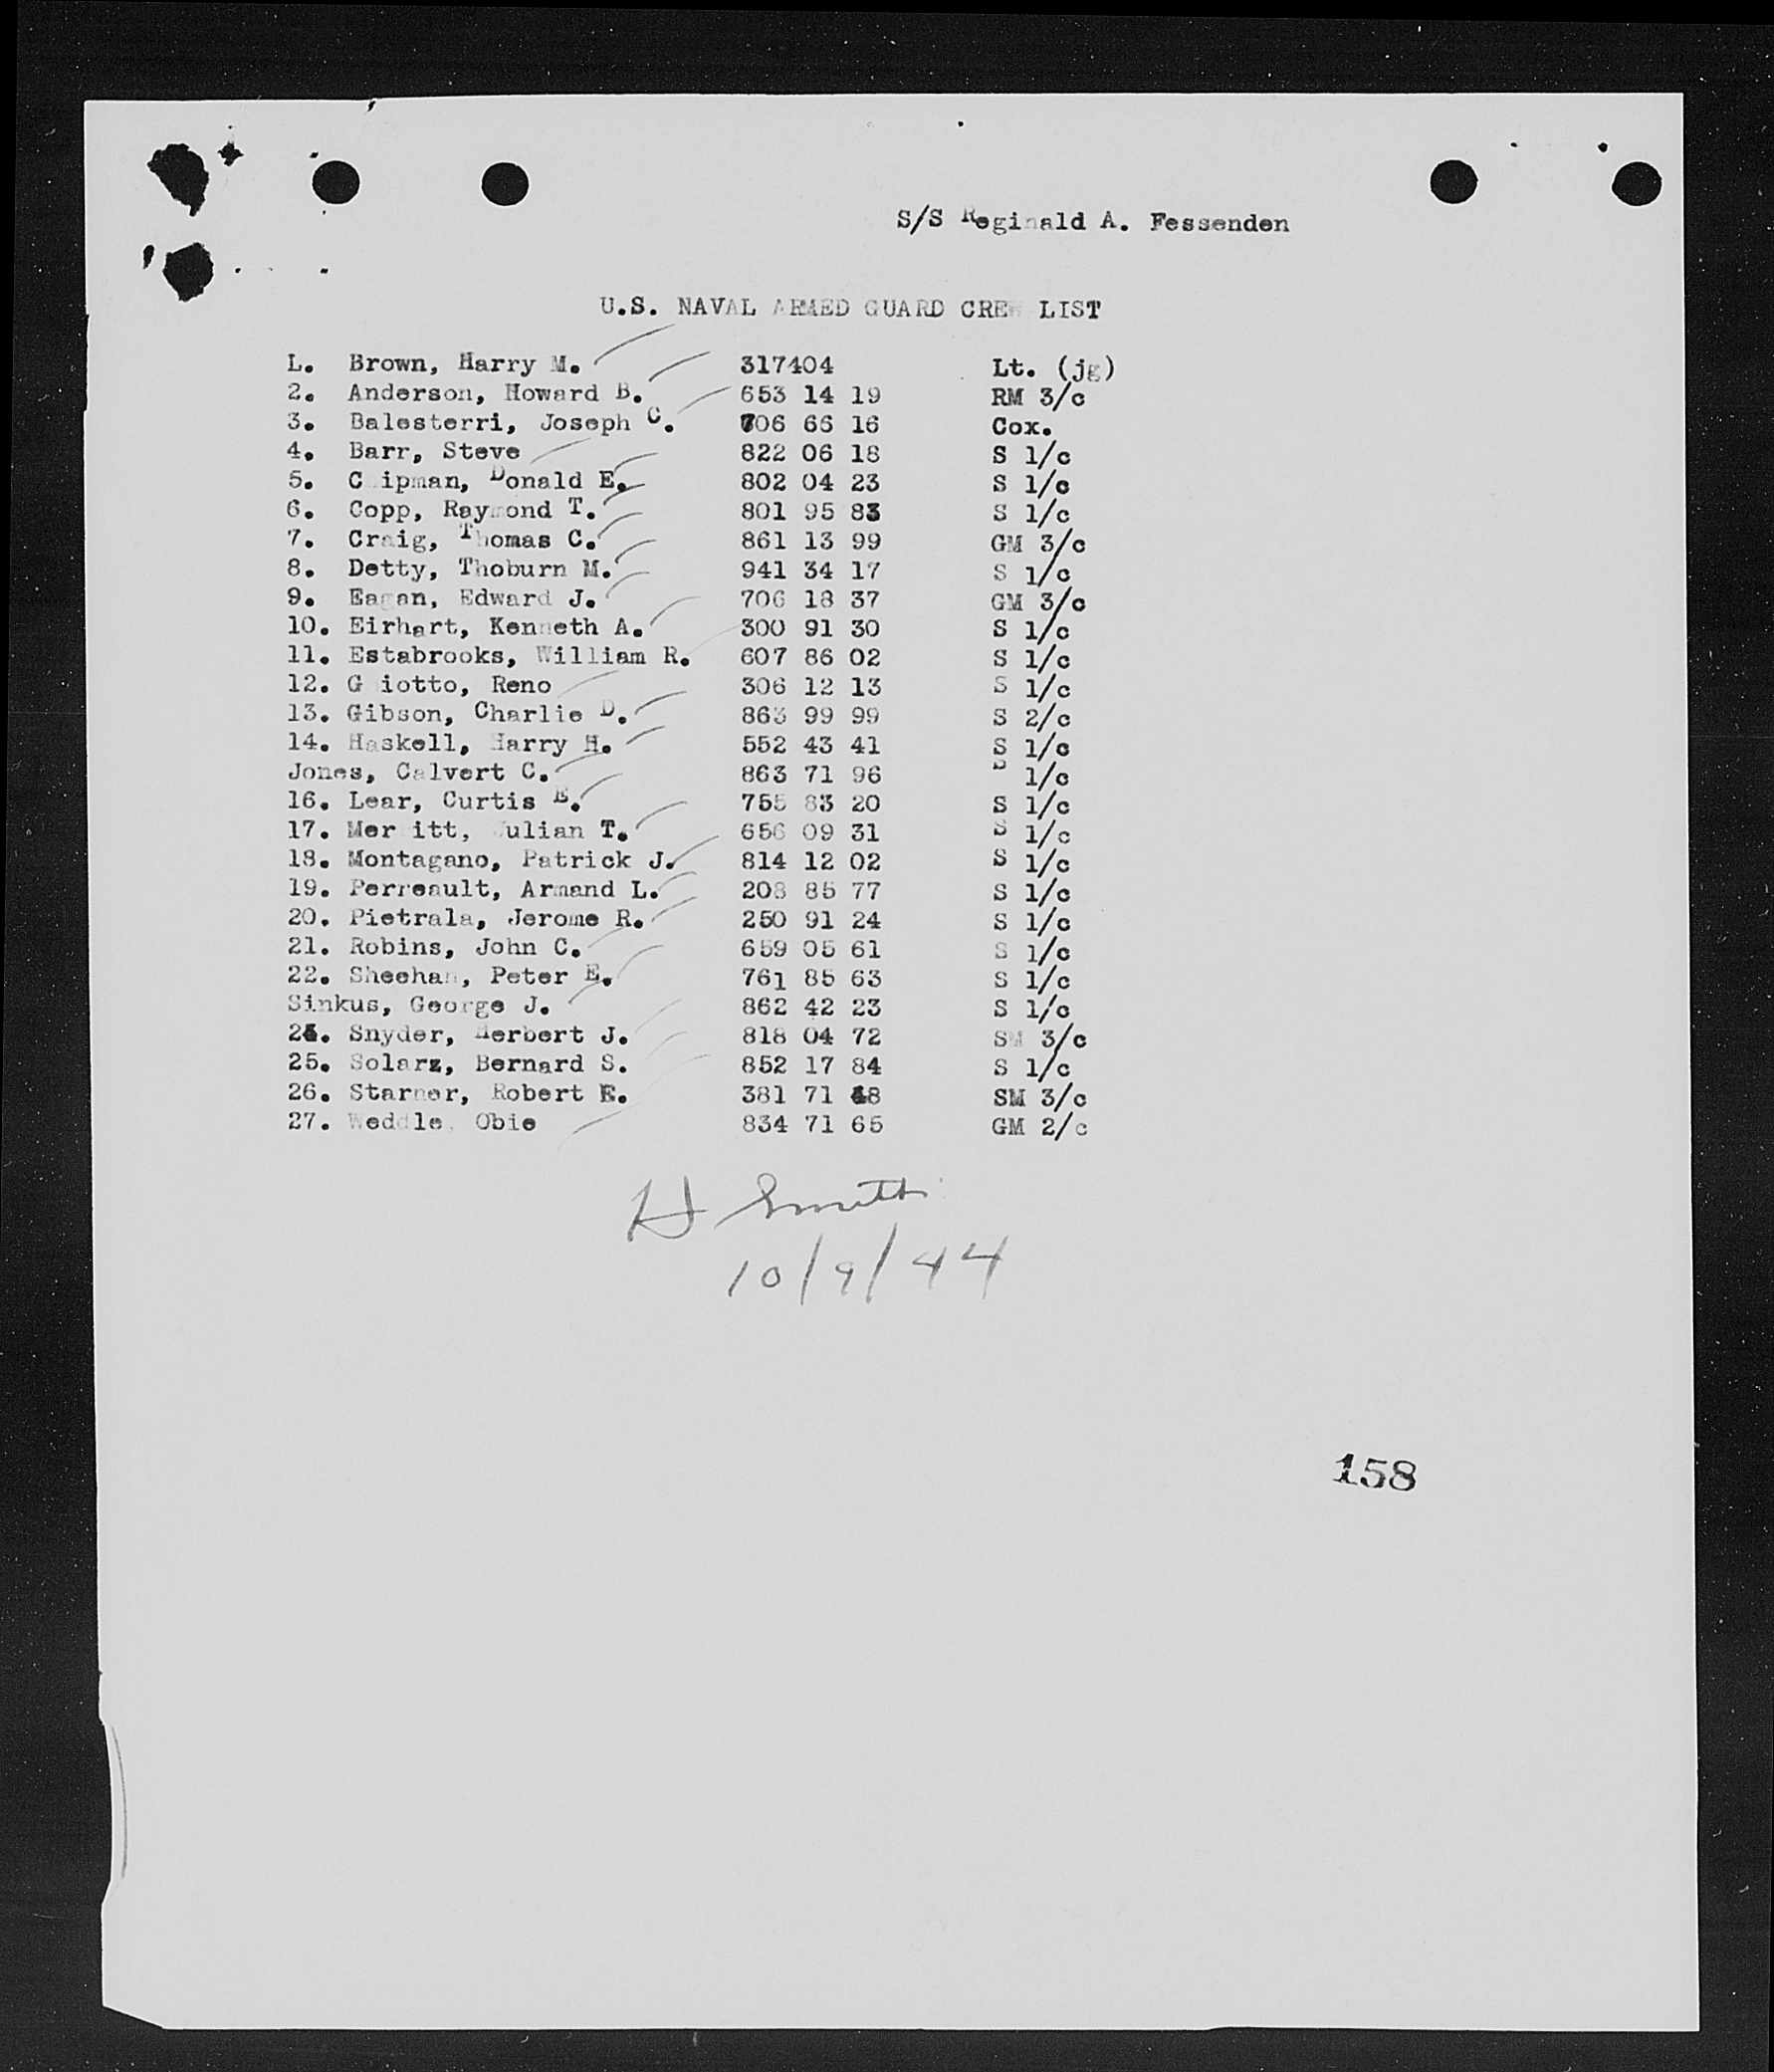 S/S Reginald A. Fessenden
U.S. NAVAL ARMED GUARD CREW LIST
L. Brown, Harry M. 317404 Lt. (jg)
2. Anderson, Howard B. 653 14 19 RM 3/c
3. Balesterri, Joseph C. 706 66 16 Cox.
4. Barr, Steve 822 06 18 S 1/c
5. Chipman, Donald E. 802 04 23 S 1/c
6. Copp, Raymond T. 801 95 83 S 1/c
7. Craig, Thomas C. 861 13 99 GM 3/c
8. Detty, Thoburn M. 941 34 17 S 1/c
9. Eagan, Edward J. 706 18 37 GM 3/c
10. Eirhart, Kenneth A. 300 91 30 S 1/c
11. Estabrooks, William R. 607 86 02 S 1/c
12. Reno 306 12 13 S 1/c
13. Gibson, Charlie D. 863 99 99 S 2/c
14. Haskell, Harry H. 552 43 41 S 1/c
Jones, Calvert C. 863 71 96 S 1/c
16. Lear, Curtis E. 755 83 20 S 1/c
17. Merritt, Julian T. 656 09 31 S 1/c
18. Montagano, Patrick J. 814 12 02 S 1/c
19. Perreault, Armand L. 208 85 77 S 1/c
20. Pietrala, Jerome R. 250 91 24 S 1/c
21. Robins, John C. 659 05 61 S 1/c
22. Sheehan, Peter E. 761 85 63 S 1/c
Sinkus, George J. 862 42 23 S 1/c
24. Snyder, Herbert J. 818 04 72 SM 3/c
25. Solarz, Bernard S. 852 17 84 S 1/c
26. Starner, Robert E. 381 71 48 SM 3/c
27. Weddle, Obie 834 71 65 GM 2/c
H Smith
10/9/44
158